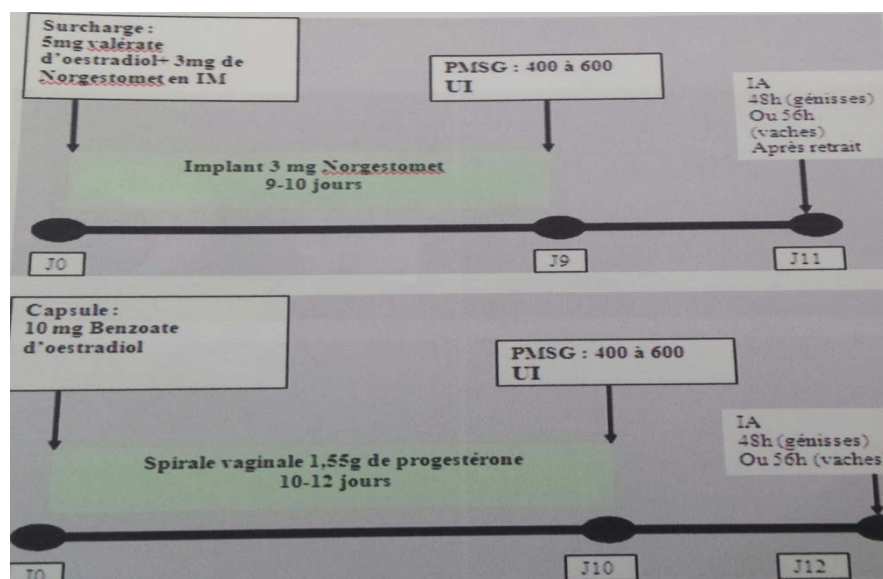 Surcharge :
5mg valérate
d'oestradiol+ 3mg de
Norgestomet en IM
PMSG : 400 à 600
UI
IA
48h (génisses)
Ou 56h
(vaches)
Après retrait
Implant 3 mg Norgestomet
9-10 jours
J0
J9
J11
Capsule :
10 mg Benzoate
d'oestradiol
PMSG : 400 à 600
UI
IA
48h (génisses)
Ou 56h (vaches
Spirale vaginale 1,55g de progestérone
10-12 jours
J0
J10
J12